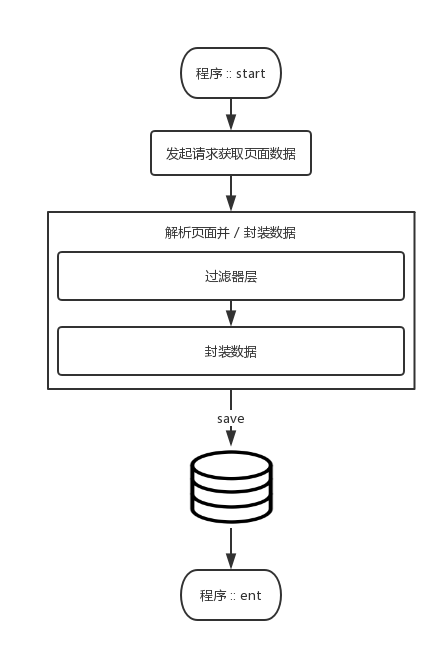 程序 :: start
发起请求获取页面数据
解析页面并 / 封装数据
过滤器层
封装数据
save
程序 :: ent